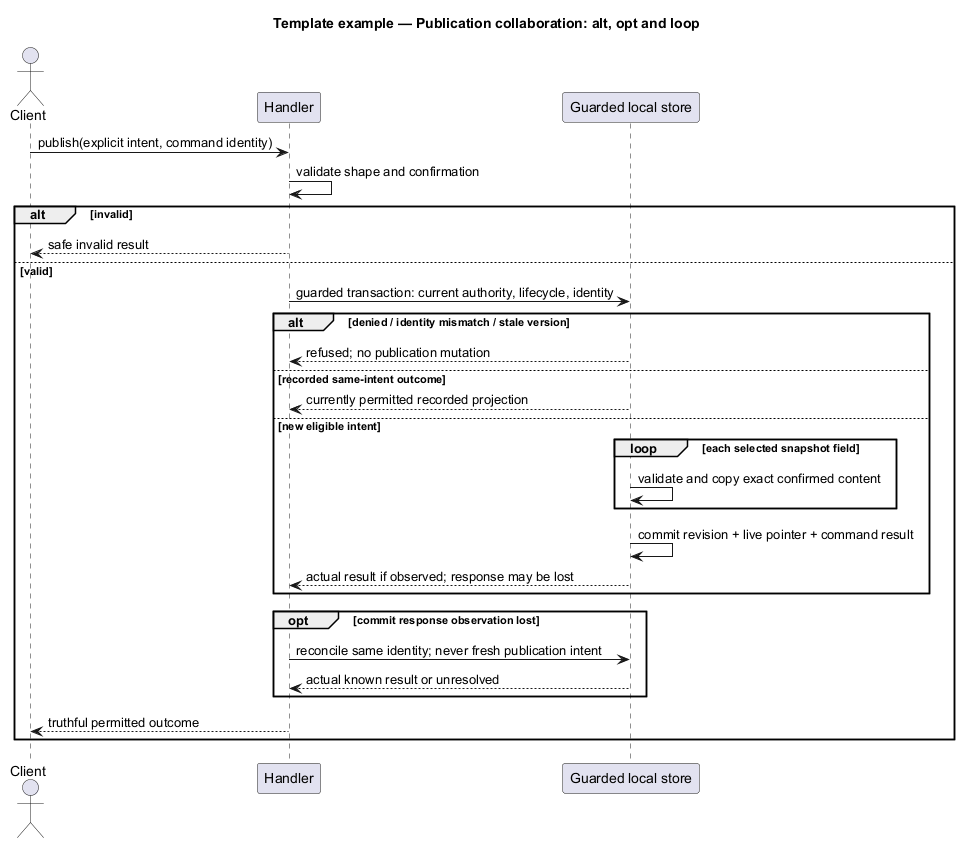 Template example — Publication collaboration: alt, opt and loop
Client
Handler
Guarded local store
publish(explicit intent, command identity)
validate shape and confirmation
alt [invalid]
safe invalid result
[valid]
guarded transaction: current authority, lifecycle, identity
alt [denied / identity mismatch / stale version]
refused; no publication mutation
[recorded same-intent outcome]
currently permitted recorded projection
[new eligible intent]
loop [each selected snapshot field]
validate and copy exact confirmed content
commit revision + live pointer + command result
actual result if observed; response may be lost
opt [commit response observation lost]
reconcile same identity; never fresh publication intent
actual known result or unresolved
truthful permitted outcome
Client
Handler
Guarded local store